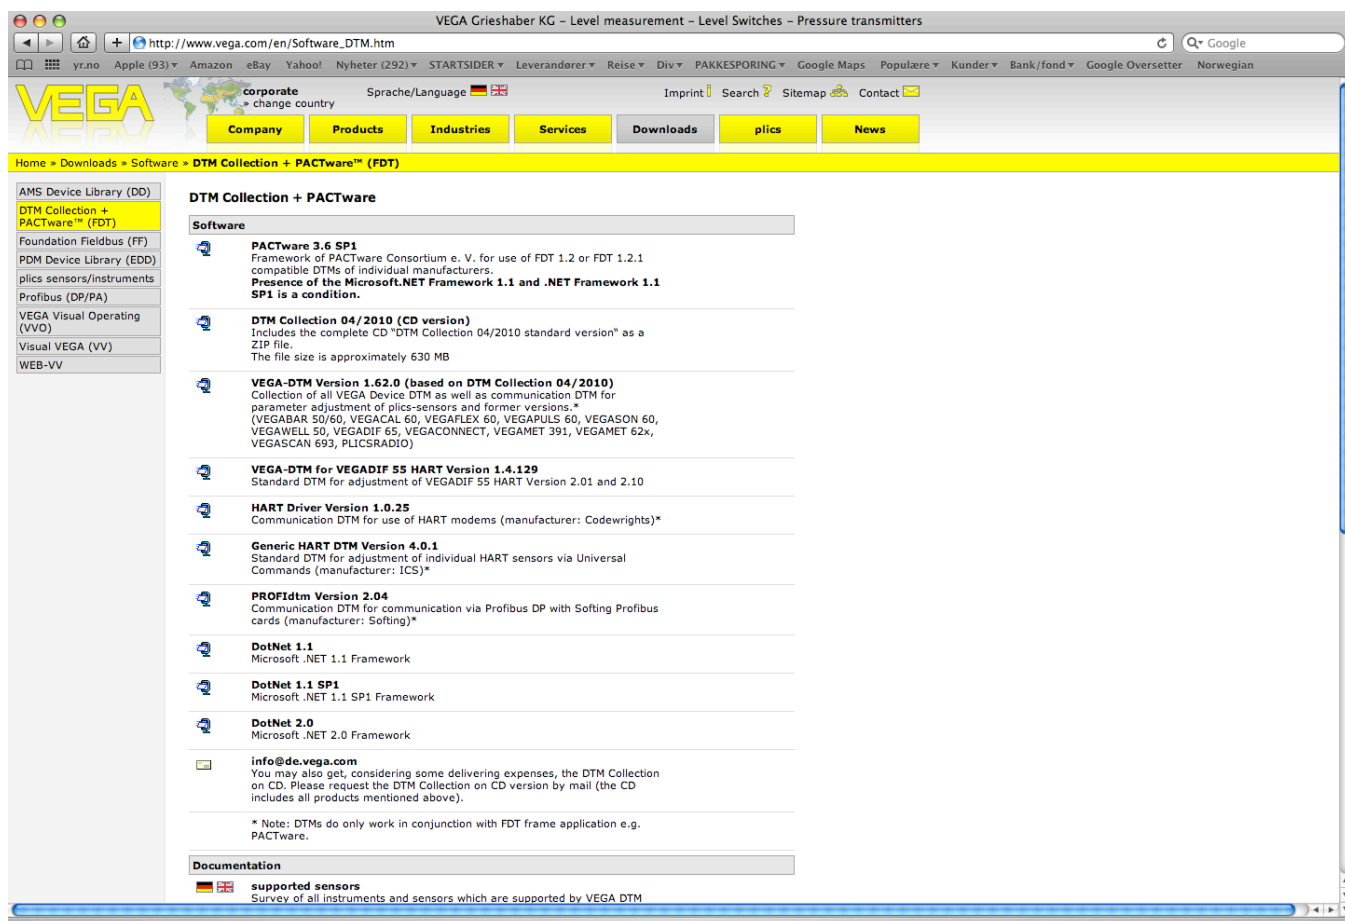 VEGA Grieshaber KG – Level measurement – Level Switches – Pressure transmitters
http://www.vega.com/en/Software_DTM.htm
Google
yr.no Apple (93) Amazon eBay Yahoo! Nyheter (292) STARTSIDER Leverandører Reise Div PAKKESPORING Google Maps Populære Kunder Bank/fond Google Oversetter Norwegian
VEGA
corporate
» change country
Sprache/Language
Imprint Search Sitemap Contact
Company Products Industries Services Downloads plics News
Home » Downloads » Software » DTM Collection + PACTware™ (FDT)
AMS Device Library (DD)
DTM Collection +
PACTware™ (FDT)
Foundation Fieldbus (FF)
PDM Device Library (EDD)
plics sensors/instruments
Profibus (DP/PA)
VEGA Visual Operating
(VVO)
Visual VEGA (VV)
WEB-VV
DTM Collection + PACTware
Software
PACTware 3.6 SP1
Framework of PACTware Consortium e. V. for use of FDT 1.2 or FDT 1.2.1
compatible DTMs of individual manufacturers.
Presence of the Microsoft.NET Framework 1.1 and .NET Framework 1.1
SP1 is a condition.
DTM Collection 04/2010 (CD version)
Includes the complete CD "DTM Collection 04/2010 standard version" as a
ZIP file.
The file size is approximately 630 MB
VEGA-DTM Version 1.62.0 (based on DTM Collection 04/2010)
Collection of all VEGA Device DTM as well as communication DTM for
parameter adjustment of plics-sensors and former versions.*
(VEGABAR 50/60, VEGACAL 60, VEGAFLEX 60, VEGAPULS 60, VEGASON 60,
VEGAWELL 50, VEGADIF 65, VEGACONNECT, VEGAMET 391, VEGAMET 62x,
VEGASCAN 693, PLICSRADIO)
VEGA-DTM for VEGADIF 55 HART Version 1.4.129
Standard DTM for adjustment of VEGADIF 55 HART Version 2.01 and 2.10
HART Driver Version 1.0.25
Communication DTM for use of HART modems (manufacturer: Codewrights)*
Generic HART DTM Version 4.0.1
Standard DTM for adjustment of individual HART sensors via Universal
Commands (manufacturer: ICS)*
PROFIdtm Version 2.04
Communication DTM for communication via Profibus DP with Softing Profibus
cards (manufacturer: Softing)*
DotNet 1.1
Microsoft .NET 1.1 Framework
DotNet 1.1 SP1
Microsoft .NET 1.1 SP1 Framework
DotNet 2.0
Microsoft .NET 2.0 Framework
info@de.vega.com
You may also get, considering some delivering expenses, the DTM Collection
on CD. Please request the DTM Collection on CD version by mail (the CD
includes all products mentioned above).
* Note: DTMs do only work in conjunction with FDT frame application e.g.
PACTware.
Documentation
supported sensors
Survey of all instruments and sensors which are supported by VEGA DTM